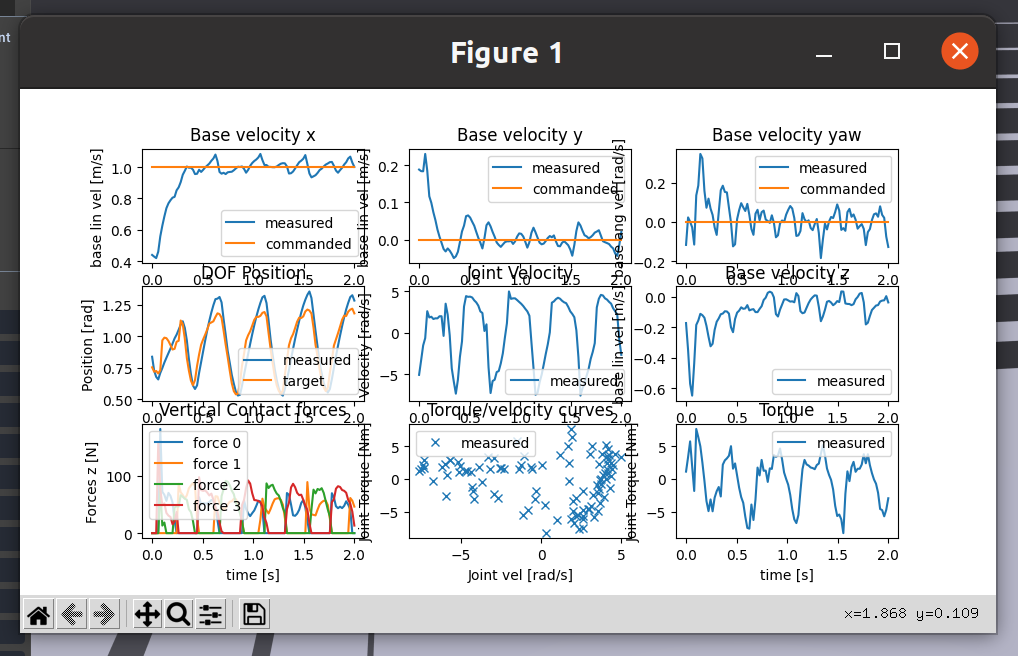 nt
Figure 1
Base velocity x
base lin vel [m/s]
1.0
0.8
0.6
0.4
measured
commanded
0.0 0.5 1.0 1.5 2.0
Base velocity y
base lin vel [m/s]
0.2
0.1
0.0
measured
commanded
0.0 0.5 1.0 1.5 2.0
Base velocity yaw
base ang vel [rad/s]
0.2
0.0
−0.2
measured
commanded
0.0 0.5 1.0 1.5 2.0
DOF Position
Position [rad]
1.25
1.00
0.75
0.50
measured
target
0.0 0.5 1.0 1.5 2.0
Joint Velocity
Velocity [rad/s]
5
0
−5
measured
0.0 0.5 1.0 1.5 2.0
Base velocity z
base lin vel [m/s]
0.0
−0.2
−0.4
−0.6
measured
0.0 0.5 1.0 1.5 2.0
Vertical Contact forces
Forces z [N]
100
0
force 0
force 1
force 2
force 3
0.0 0.5 1.0 1.5 2.0
time [s]
Torque/velocity curves
Joint Torque [Nm]
5
0
−5
measured
−5 0 5
Joint vel [rad/s]
Torque
Joint Torque [Nm]
5
0
−5
measured
0.0 0.5 1.0 1.5 2.0
time [s]
x=1.868 y=0.109